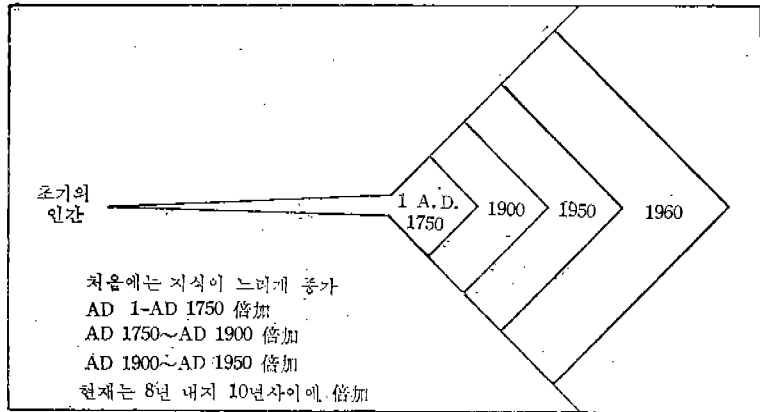 초기의
인간
1 A.D.
1750
1900
1950
1960
처음에는 지식이 느리게 증가
AD 1-AD 1750 倍加
AD 1750~AD 1900 倍加
AD 1900~AD 1950 倍加
현재는 8년 내지 10년사이에 倍加